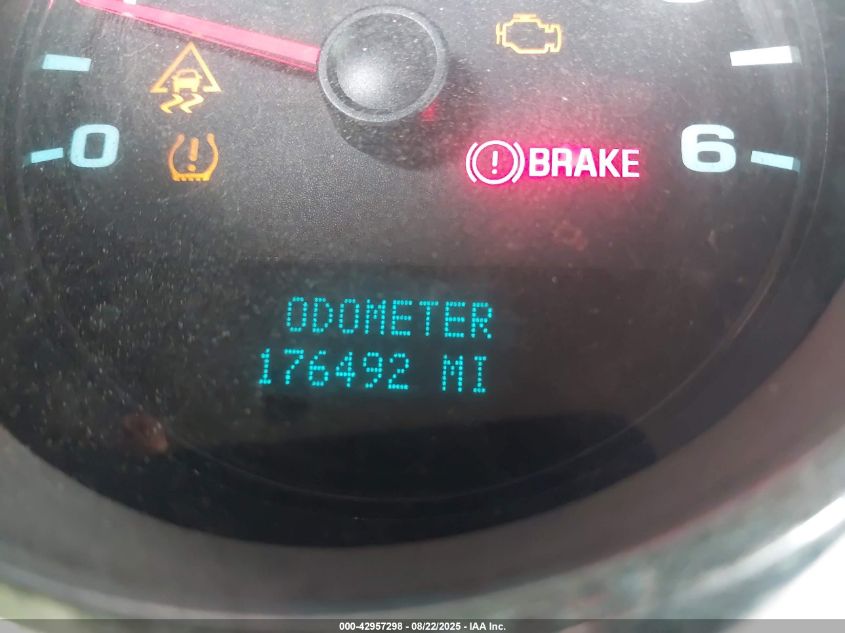 0
BRAKE
6
ODOMETER
176492 MI
000-42957298 - 08/22/2025 - IAA Inc.